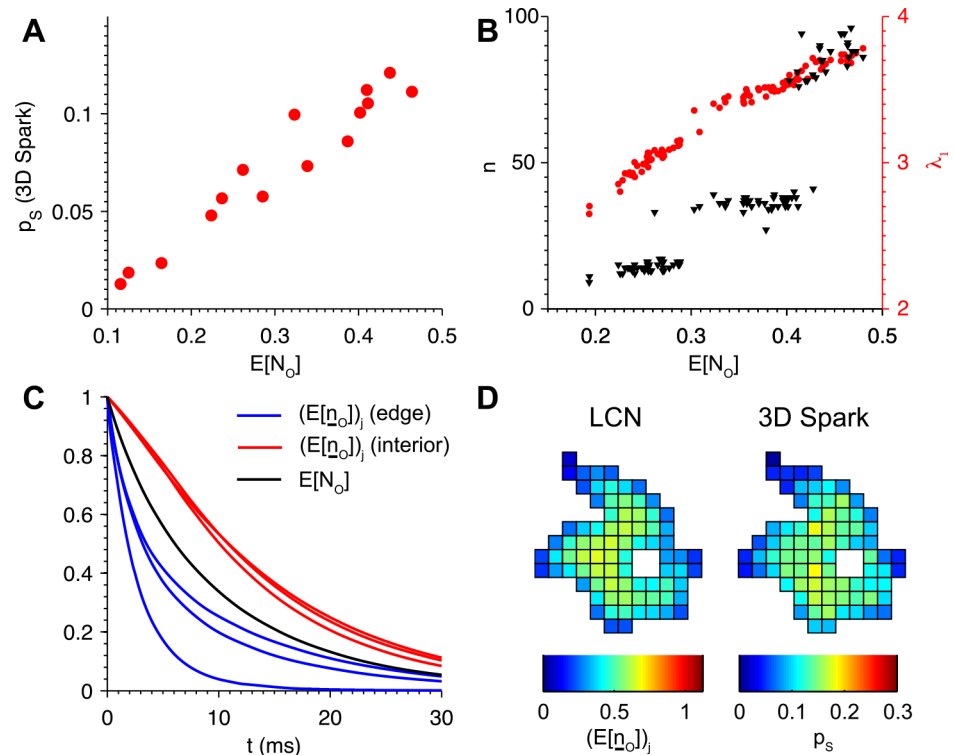 A
p_S (3D Spark)
0.1
0.05
0
0.1 0.2 0.3 0.4 0.5
E[N_O]
B
n
100
50
0
0.2 0.3 0.4 0.5
E[N_O]
4
3
2
λ_1
C
1
0.8
0.6
0.4
0.2
0
0 10 20 30
t (ms)
(E[n_O])_j (edge)
(E[n_O])_j (interior)
E[N_O]
D
LCN 3D Spark
0 0.5 1
(E[n_O])_j
0 0.1 0.2 0.3
p_S